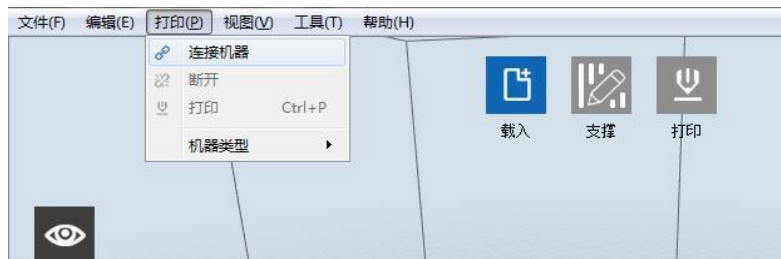 文件(F) 编辑(E) 打印(P) 视图(V) 工具(T) 帮助(H)
连接机器
断开
打印 Ctrl+P
机器类型
载入 支撑 打印